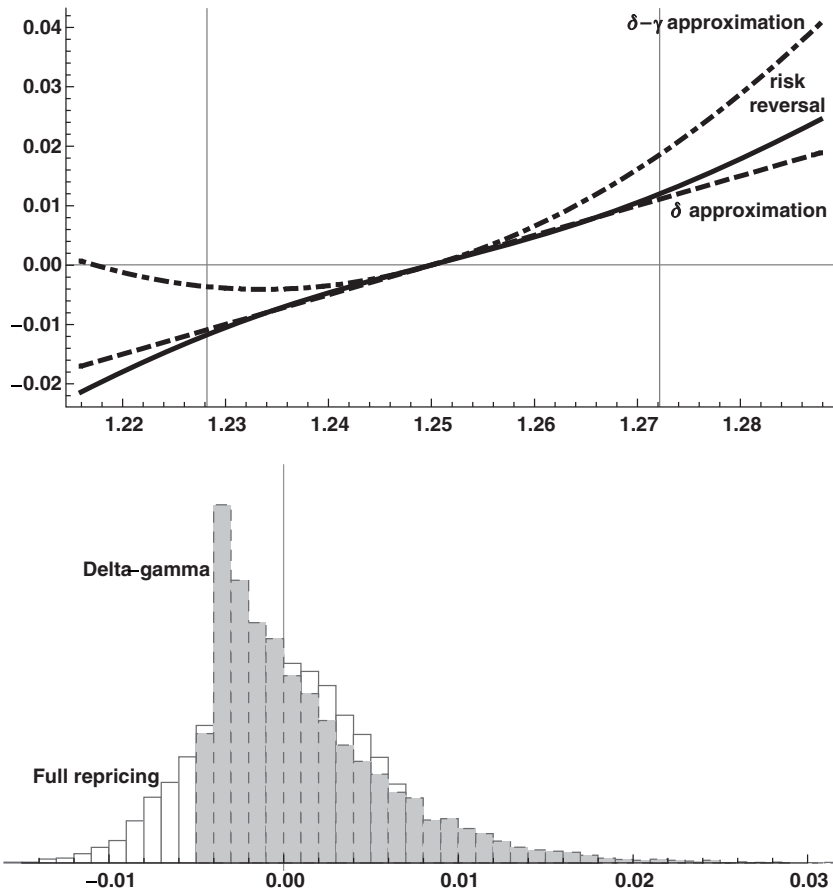 0.04
δ–γ approximation
0.03
risk
reversal
0.02
0.01
δ approximation
0.00
−0.01
−0.02
1.22 1.23 1.24 1.25 1.26 1.27 1.28
Delta–gamma
Full repricing
−0.01 0.00 0.01 0.02 0.03